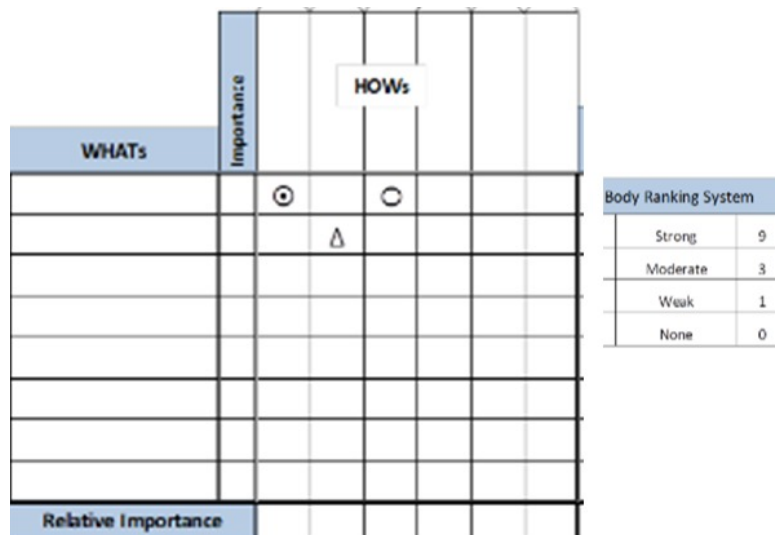 Importance
HOWs
WHATs
Body Ranking System
Strong 9
Moderate 3
Weak 1
None 0
Relative Importance